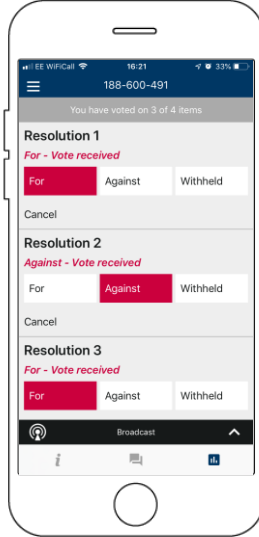 EE WiFiCall 16:21 33%
188-600-491
You have voted on 3 of 4 items
Resolution 1
For - Vote received
For Against Withheld
Cancel
Resolution 2
Against - Vote received
For Against Withheld
Cancel
Resolution 3
For - Vote received
For Against Withheld
Broadcast
i